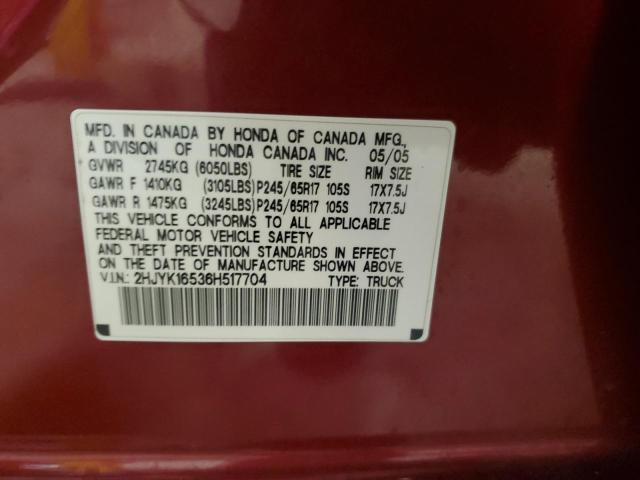 MFD. IN CANADA BY HONDA OF CANADA MFG.,
A DIVISION OF HONDA CANADA INC. 05/05
GVWR 2745KG (6050LBS) TIRE SIZE RIM SIZE
GAWR F 1410KG (3105LBS) P245/65R17 105S 17X7.5J
GAWR R 1475KG (3245LBS) P245/65R17 105S 17X7.5J
THIS VEHICLE CONFORMS TO ALL APPLICABLE
FEDERAL MOTOR VEHICLE SAFETY
AND THEFT PREVENTION STANDARDS IN EFFECT
ON THE DATE OF MANUFACTURE SHOWN ABOVE.
V.I.N.: 2HJYK16536H517704 TYPE: TRUCK